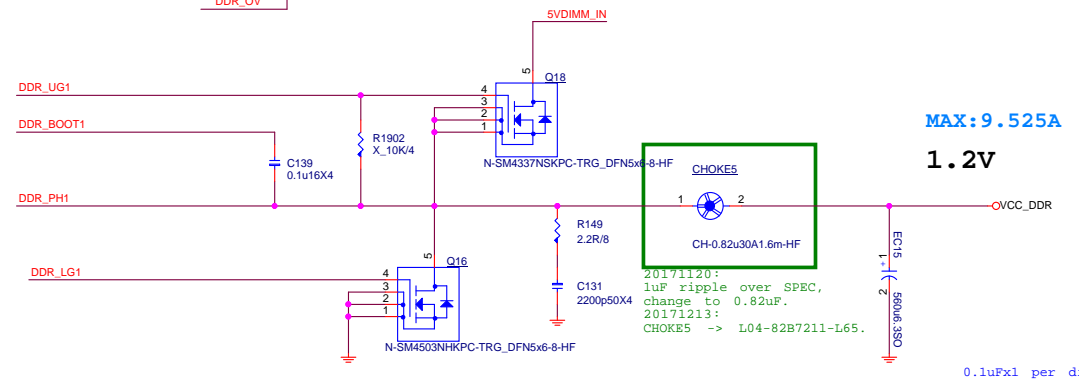 DDR_OV
5VDIMM_IN
5
Q18
DDR_UG1
4
3
2
1
DDR_BOOT1
R1902
X_10K/4
C139
0.1u16X4
N-SM4337NSKPC-TRG_DFN5x6-8-HF
MAX:9.525A
1.2V
CHOKE5
DDR_PH1
1
2
VCC_DDR
R149
2.2R/8
CH-0.82u30A1.6m-HF
EC15
+
1
2
560u6.3SO
5
Q16
DDR_LG1
4
3
2
1
C131
2200p50X4
N-SM4503NHKPC-TRG_DFN5x6-8-HF
20171120:
1uF ripple over SPEC,
change to 0.82uF.
20171213:
CHOKE5 -> L04-82B7211-L65.
0.1uFx1 per di